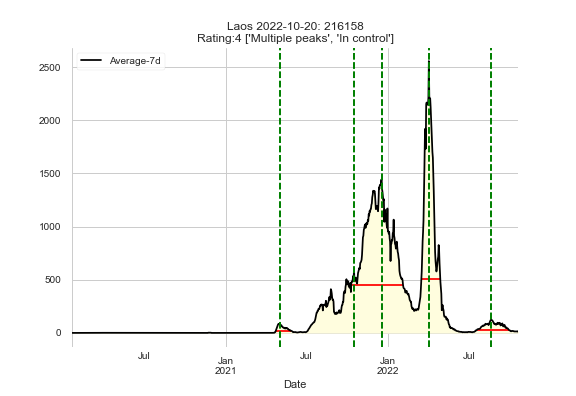 Laos 2022-10-20: 216158
Rating:4 ['Multiple peaks', 'In control']
Average-7d
2500
2000
1500
1000
500
0
Jul
Jan
2021
Jul
Jan
2022
Jul
Date